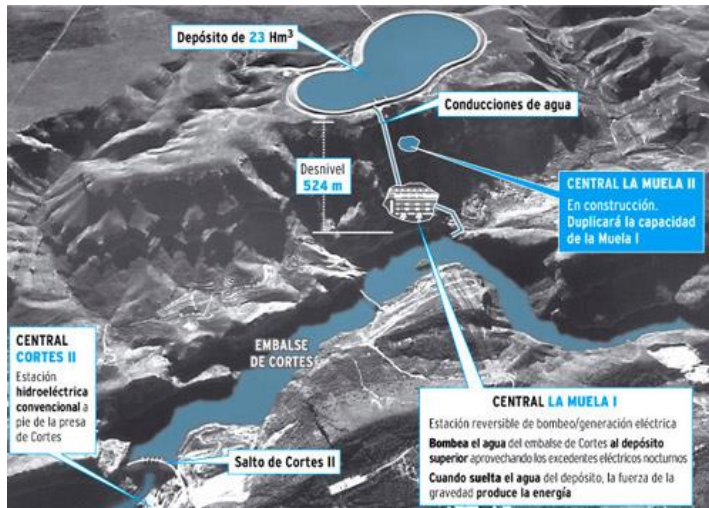 Depósito de 23 Hm³
Conducciones de agua
Desnivel
524 m
CENTRAL LA MUELA II
En construcción.
Duplicará la capacidad
de la Muela I
EMBALSE
DE CORTES
CENTRAL
CORTES II
Estación
hidroeléctrica
convencional a
pie de la presa
de Cortes
Salto de Cortes II
CENTRAL LA MUELA I
Estación reversible de bombeo/generación eléctrica
Bombea el agua del embalse de Cortes al depósito
superior aprovechando los excedentes eléctricos nocturnos
Cuando suelta el agua del depósito, la fuerza de la
gravedad produce la energía